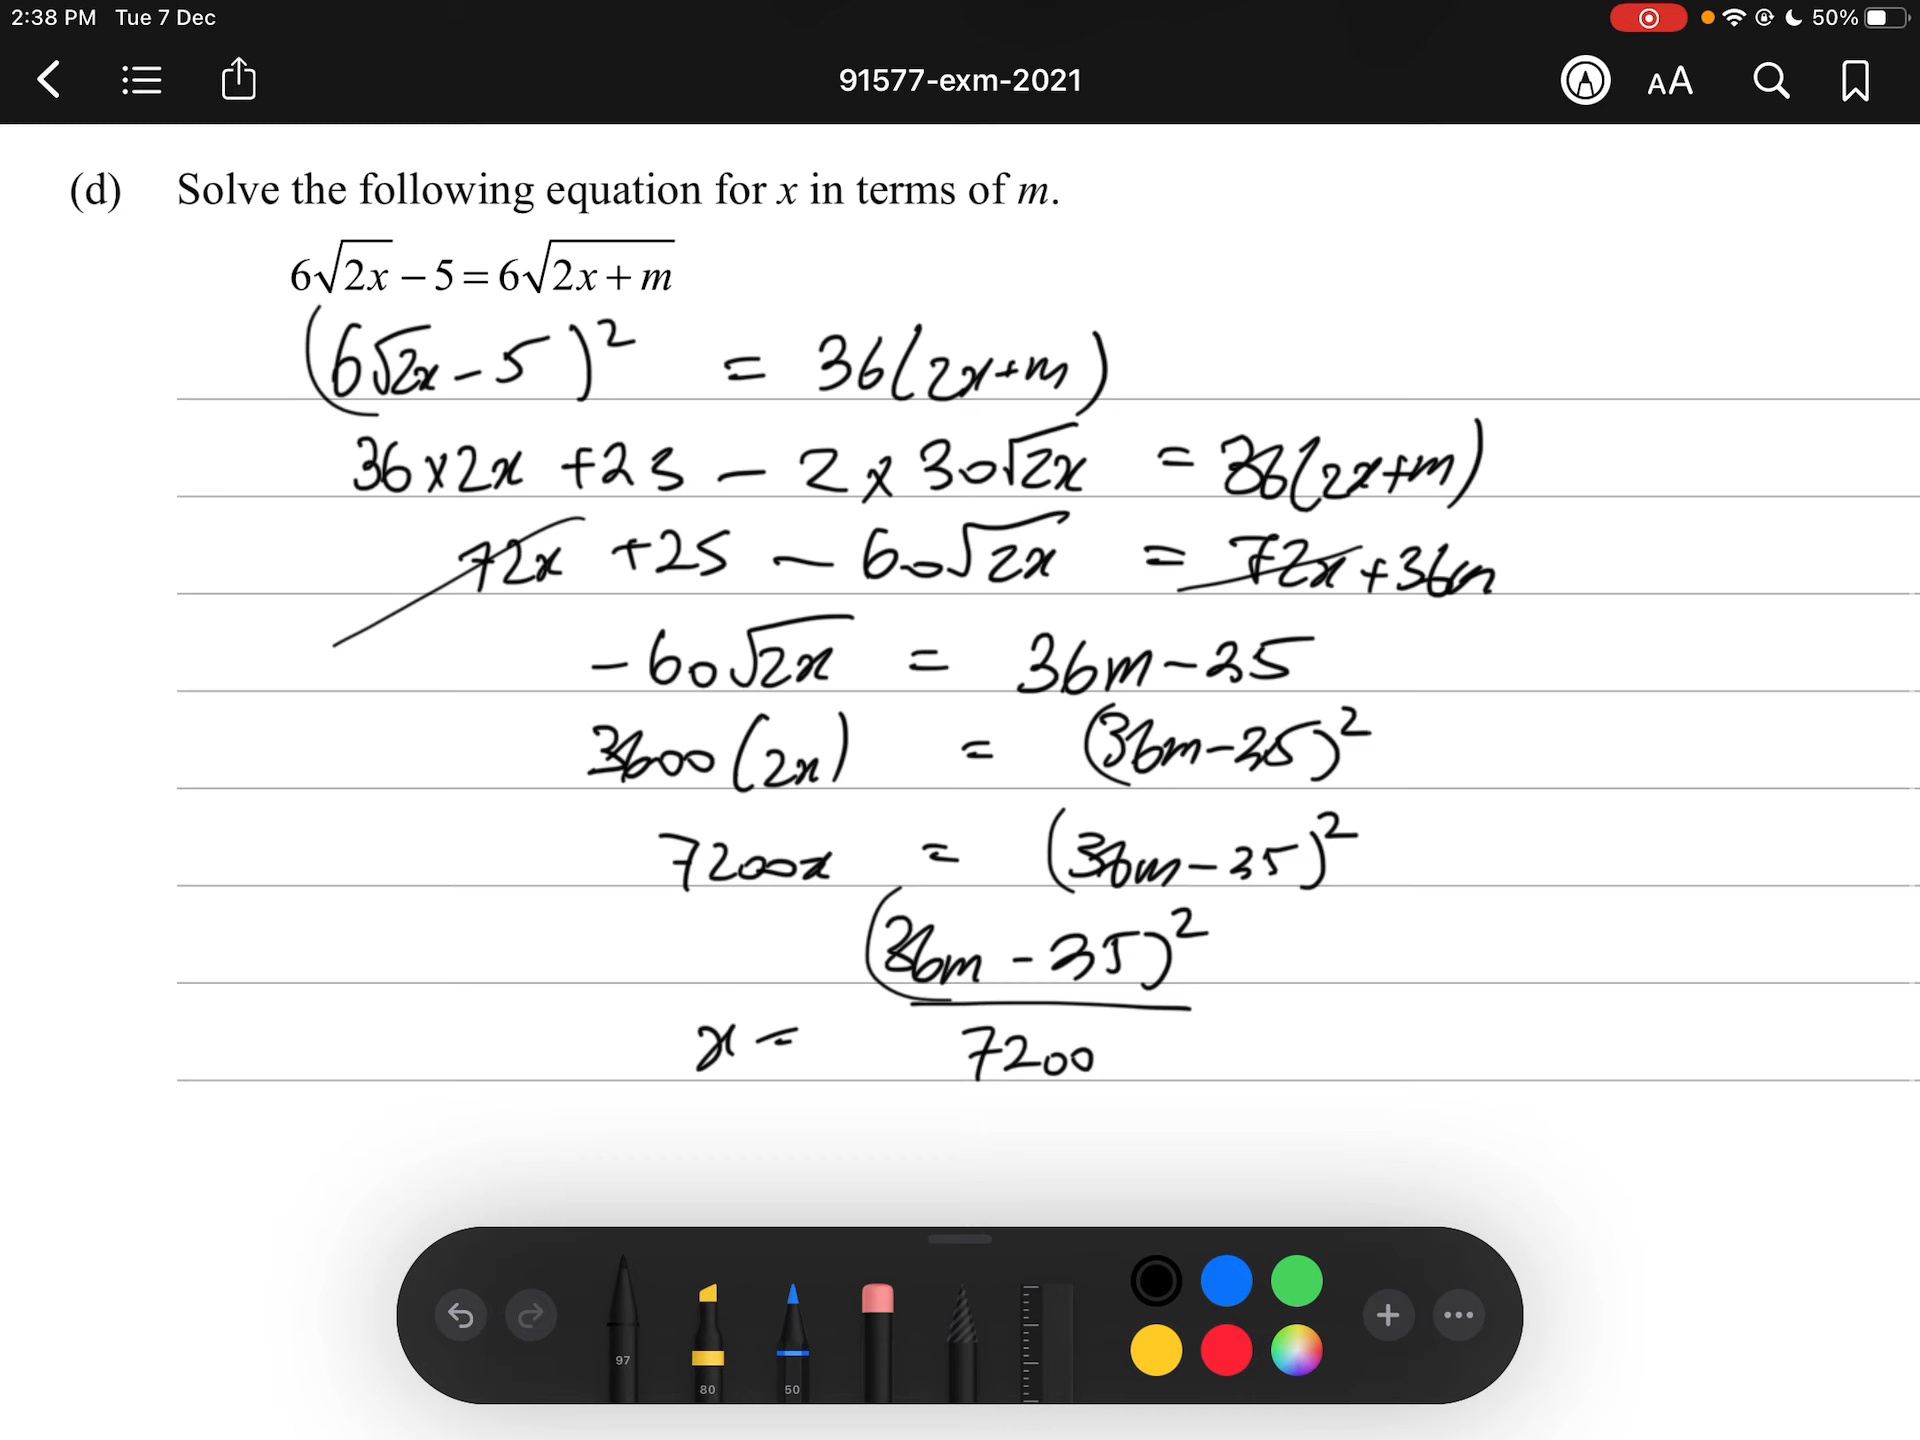 2:38 PM Tue 7 Dec 50%
91577-exm-2021 AA
(d) Solve the following equation for x in terms of m.
6√2x − 5 = 6√2x + m
(6√2x − 5)² = 36(2x+m)
36×2x +25 − 2 × 30√2x = 36(2x+m)
72x +25 − 60√2x = 72x +36m
−60√2x = 36m−25
3600(2x) = (36m−25)²
7200x = (36m−25)²
(36m − 25)²
x = 7200
97 80 50